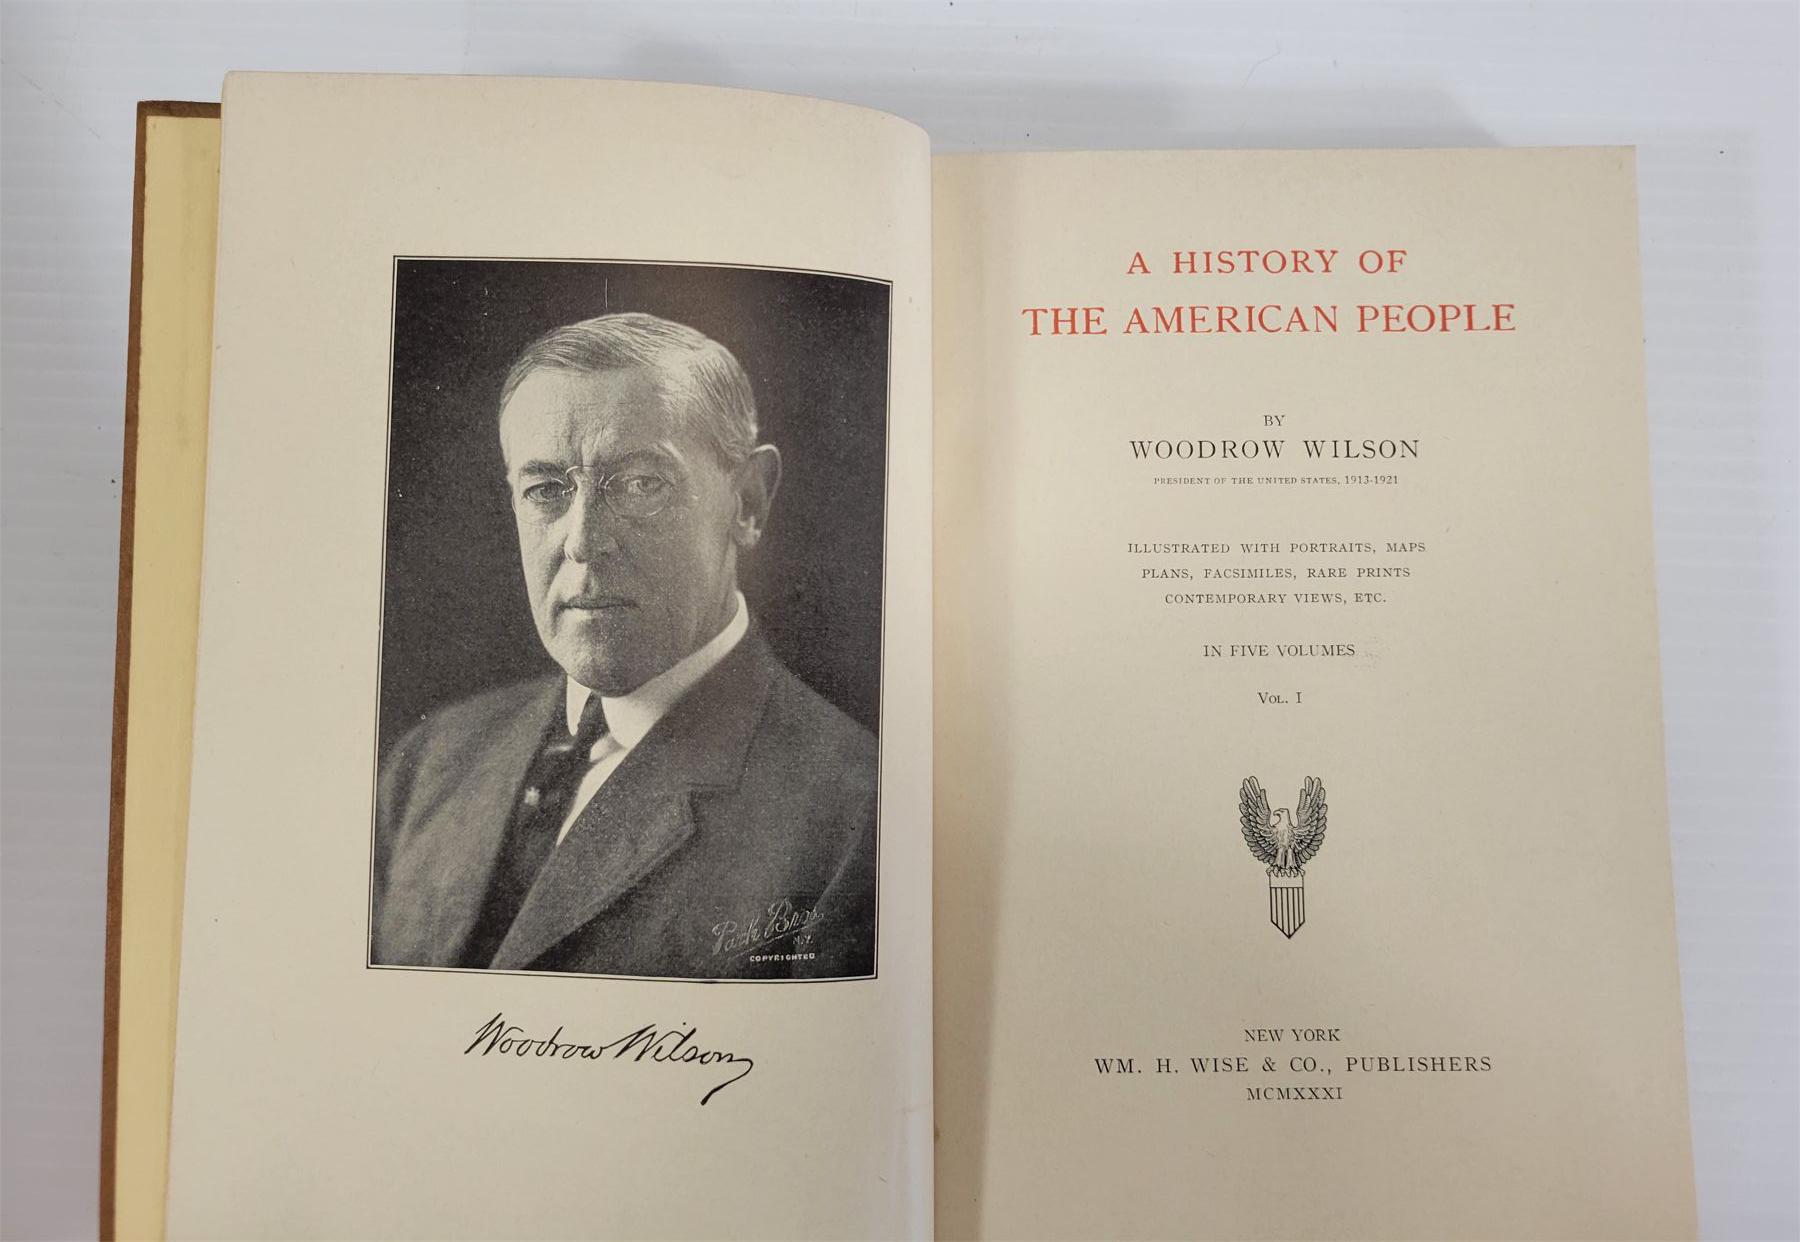 Pach Bros.
N.Y.
COPYRIGHTED
Woodrow Wilson
A HISTORY OF
THE AMERICAN PEOPLE
BY
WOODROW WILSON
PRESIDENT OF THE UNITED STATES, 1913-1921
ILLUSTRATED WITH PORTRAITS, MAPS
PLANS, FACSIMILES, RARE PRINTS
CONTEMPORARY VIEWS, ETC.
IN FIVE VOLUMES
VOL. I
NEW YORK
WM. H. WISE & CO., PUBLISHERS
MCMXXXI